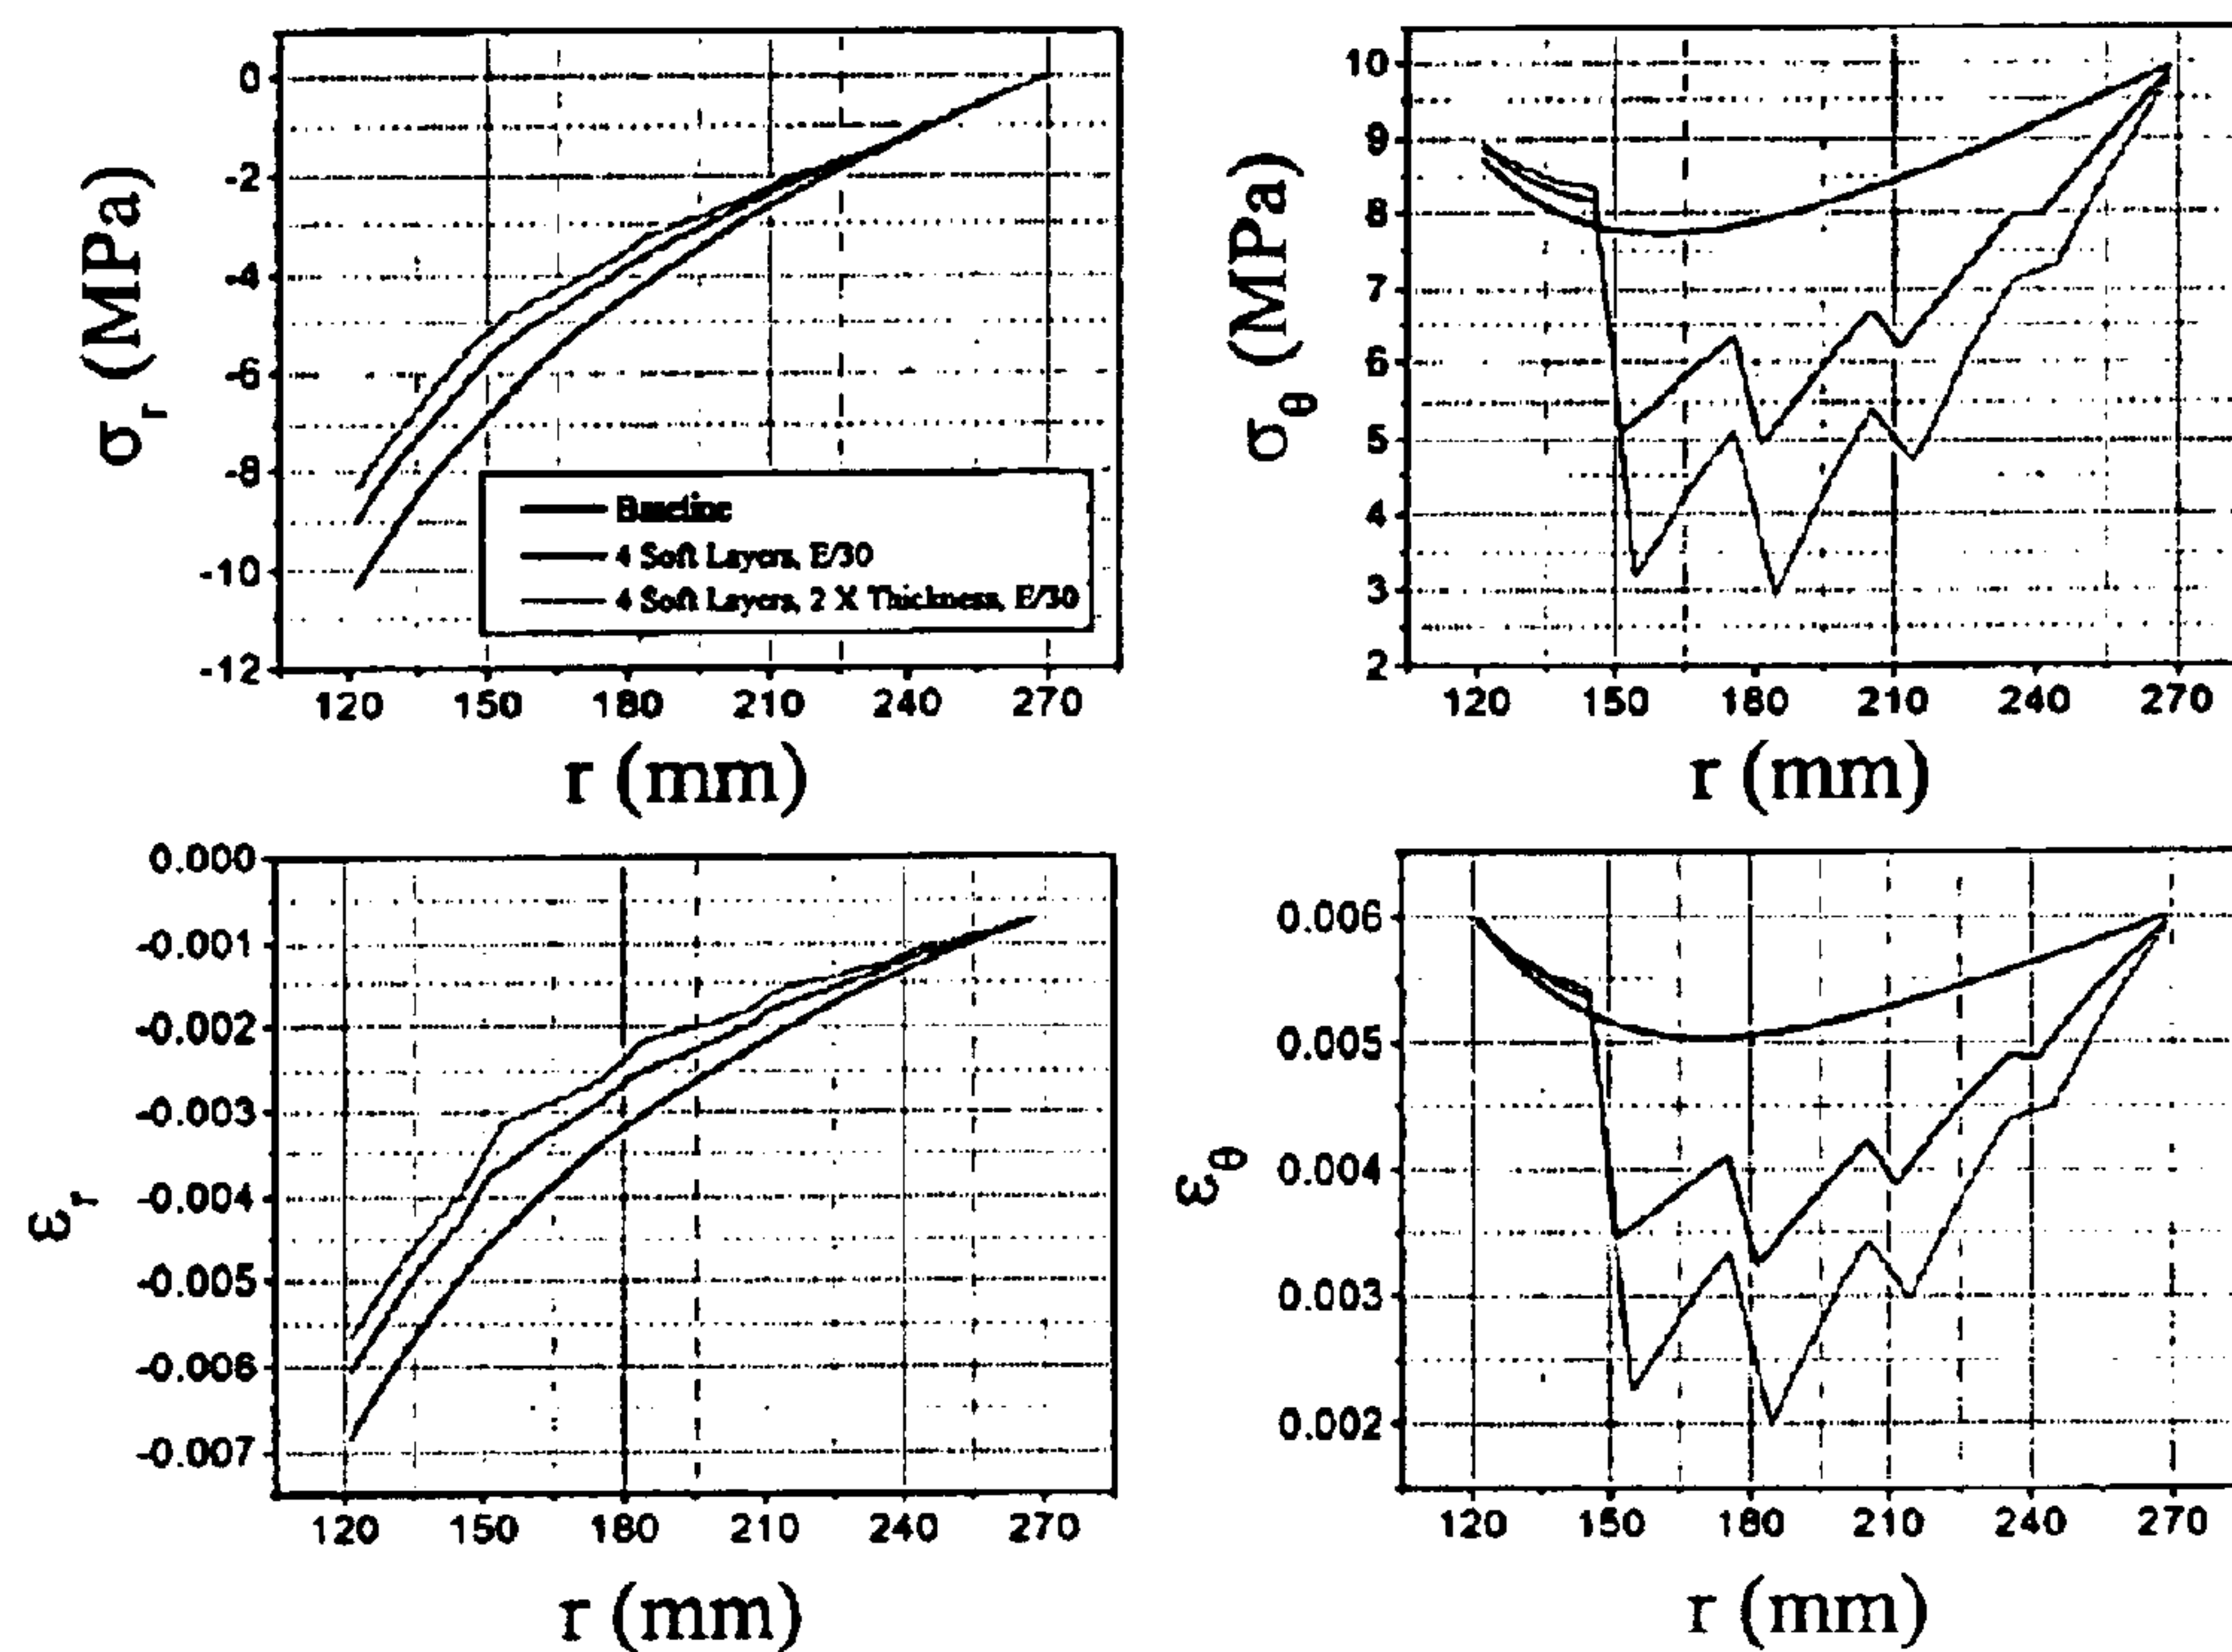 0
-2
-4
-6
-8
-10
-12
σr (MPa)
Baseline
4 Soft Layers, E/30
4 Soft Layers, 2 X Thickness, E/30
120 150 180 210 240 270
r (mm)
10
9
8
7
6
5
4
3
2
σθ (MPa)
120 150 180 210 240 270
r (mm)
0.000
-0.001
-0.002
-0.003
-0.004
-0.005
-0.006
-0.007
εr
120 150 180 210 240 270
r (mm)
0.006
0.005
0.004
0.003
0.002
εθ
120 150 180 210 240 270
r (mm)